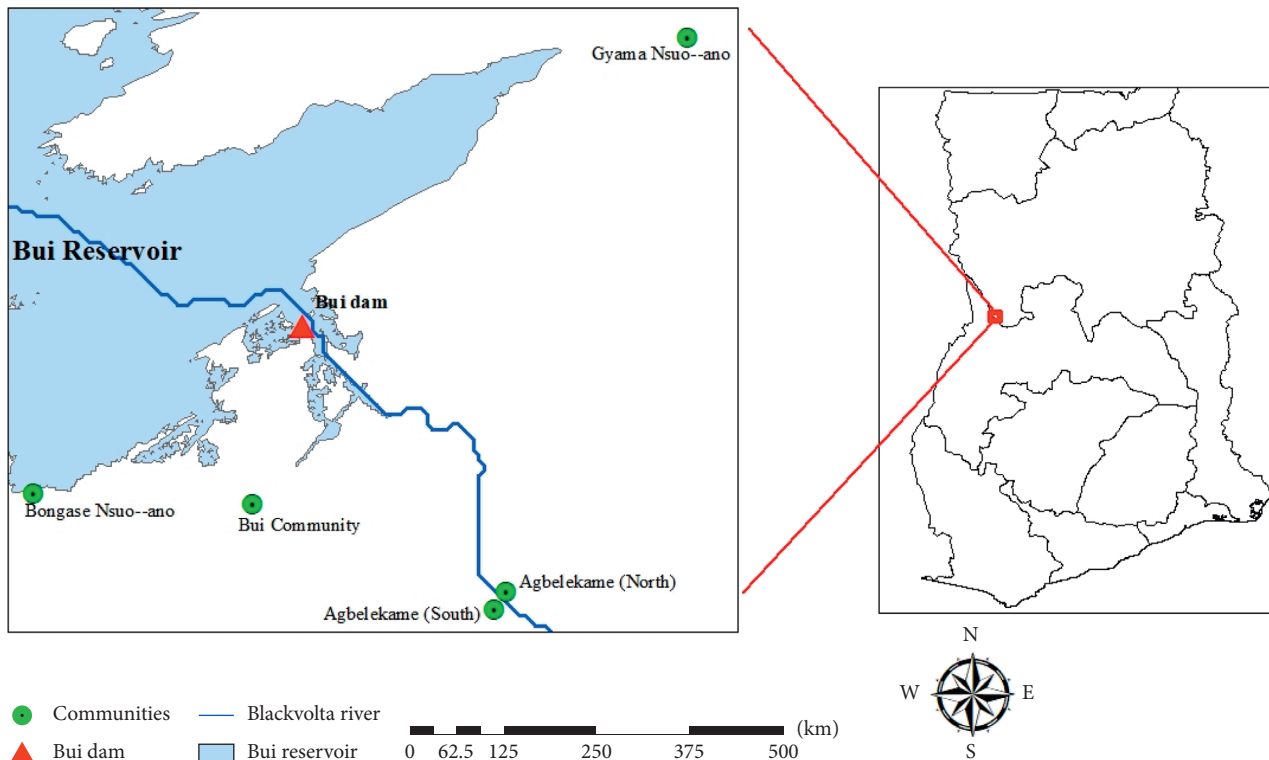 Gyama Nsuo--ano
Bui Reservoir
Bui dam
Bongase Nsuo--ano
Bui Community
Agbelekame (North)
Agbelekame (South)
N
W E
S
Communities
Blackvolta river
Bui dam
Bui reservoir
(km)
0 62.5 125 250 375 500